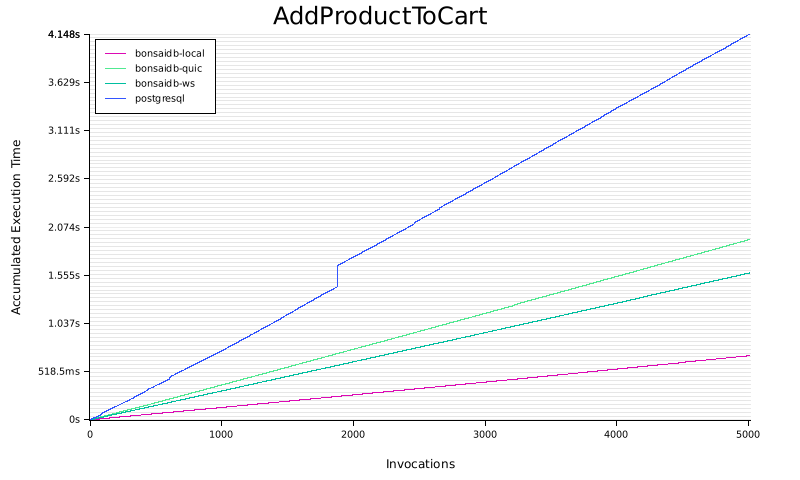 AddProductToCart
4.148s
3.629s
3.111s
2.592s
2.074s
1.555s
1.037s
518.5ms
0s
Accumulated Execution Time
bonsaidb-local
bonsaidb-quic
bonsaidb-ws
postgresql
0 1000 2000 3000 4000 5000
Invocations